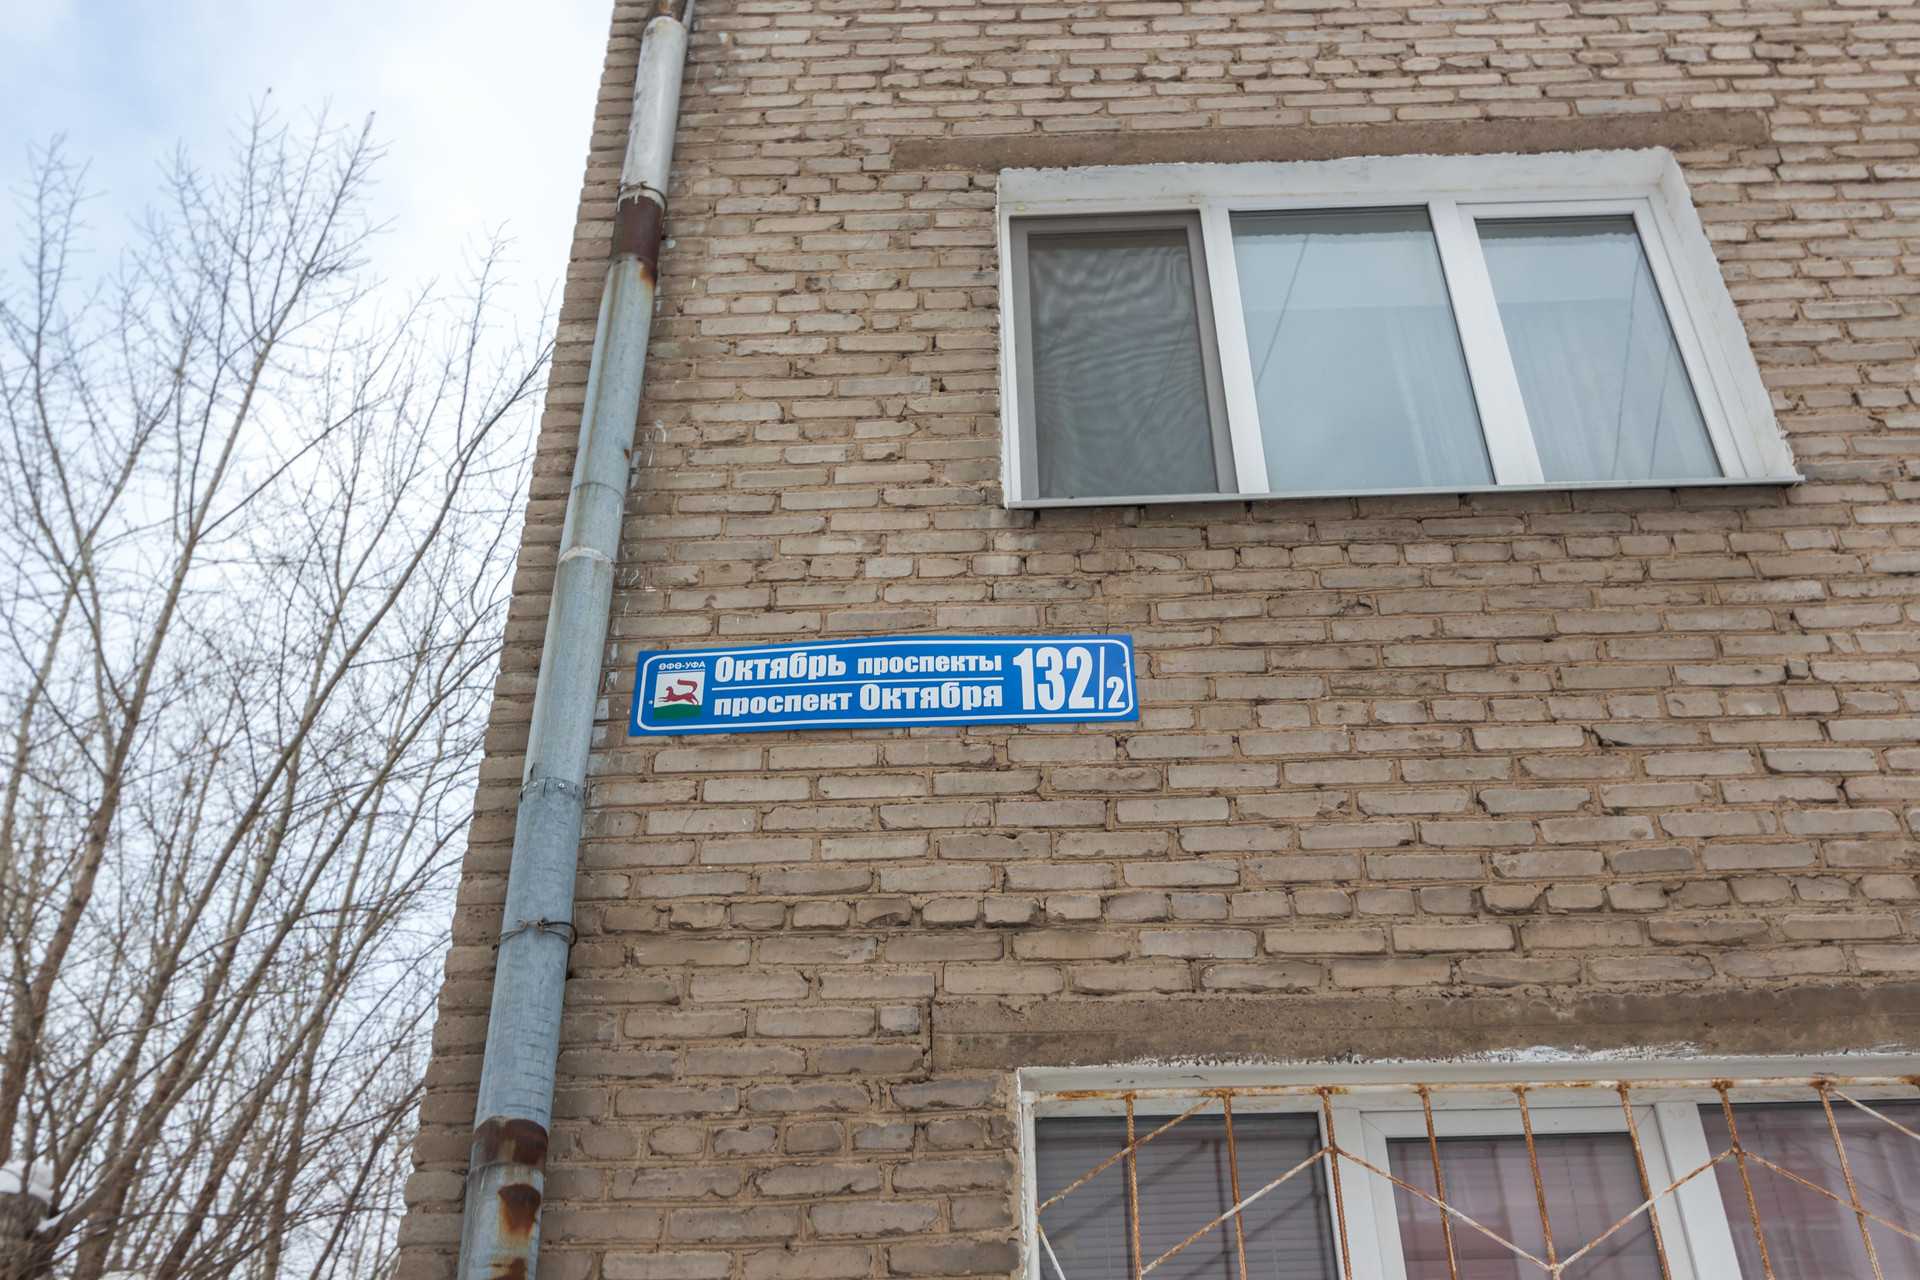 ӨФӨ-УФА
Октябрь проспекты
проспект Октября
132/2